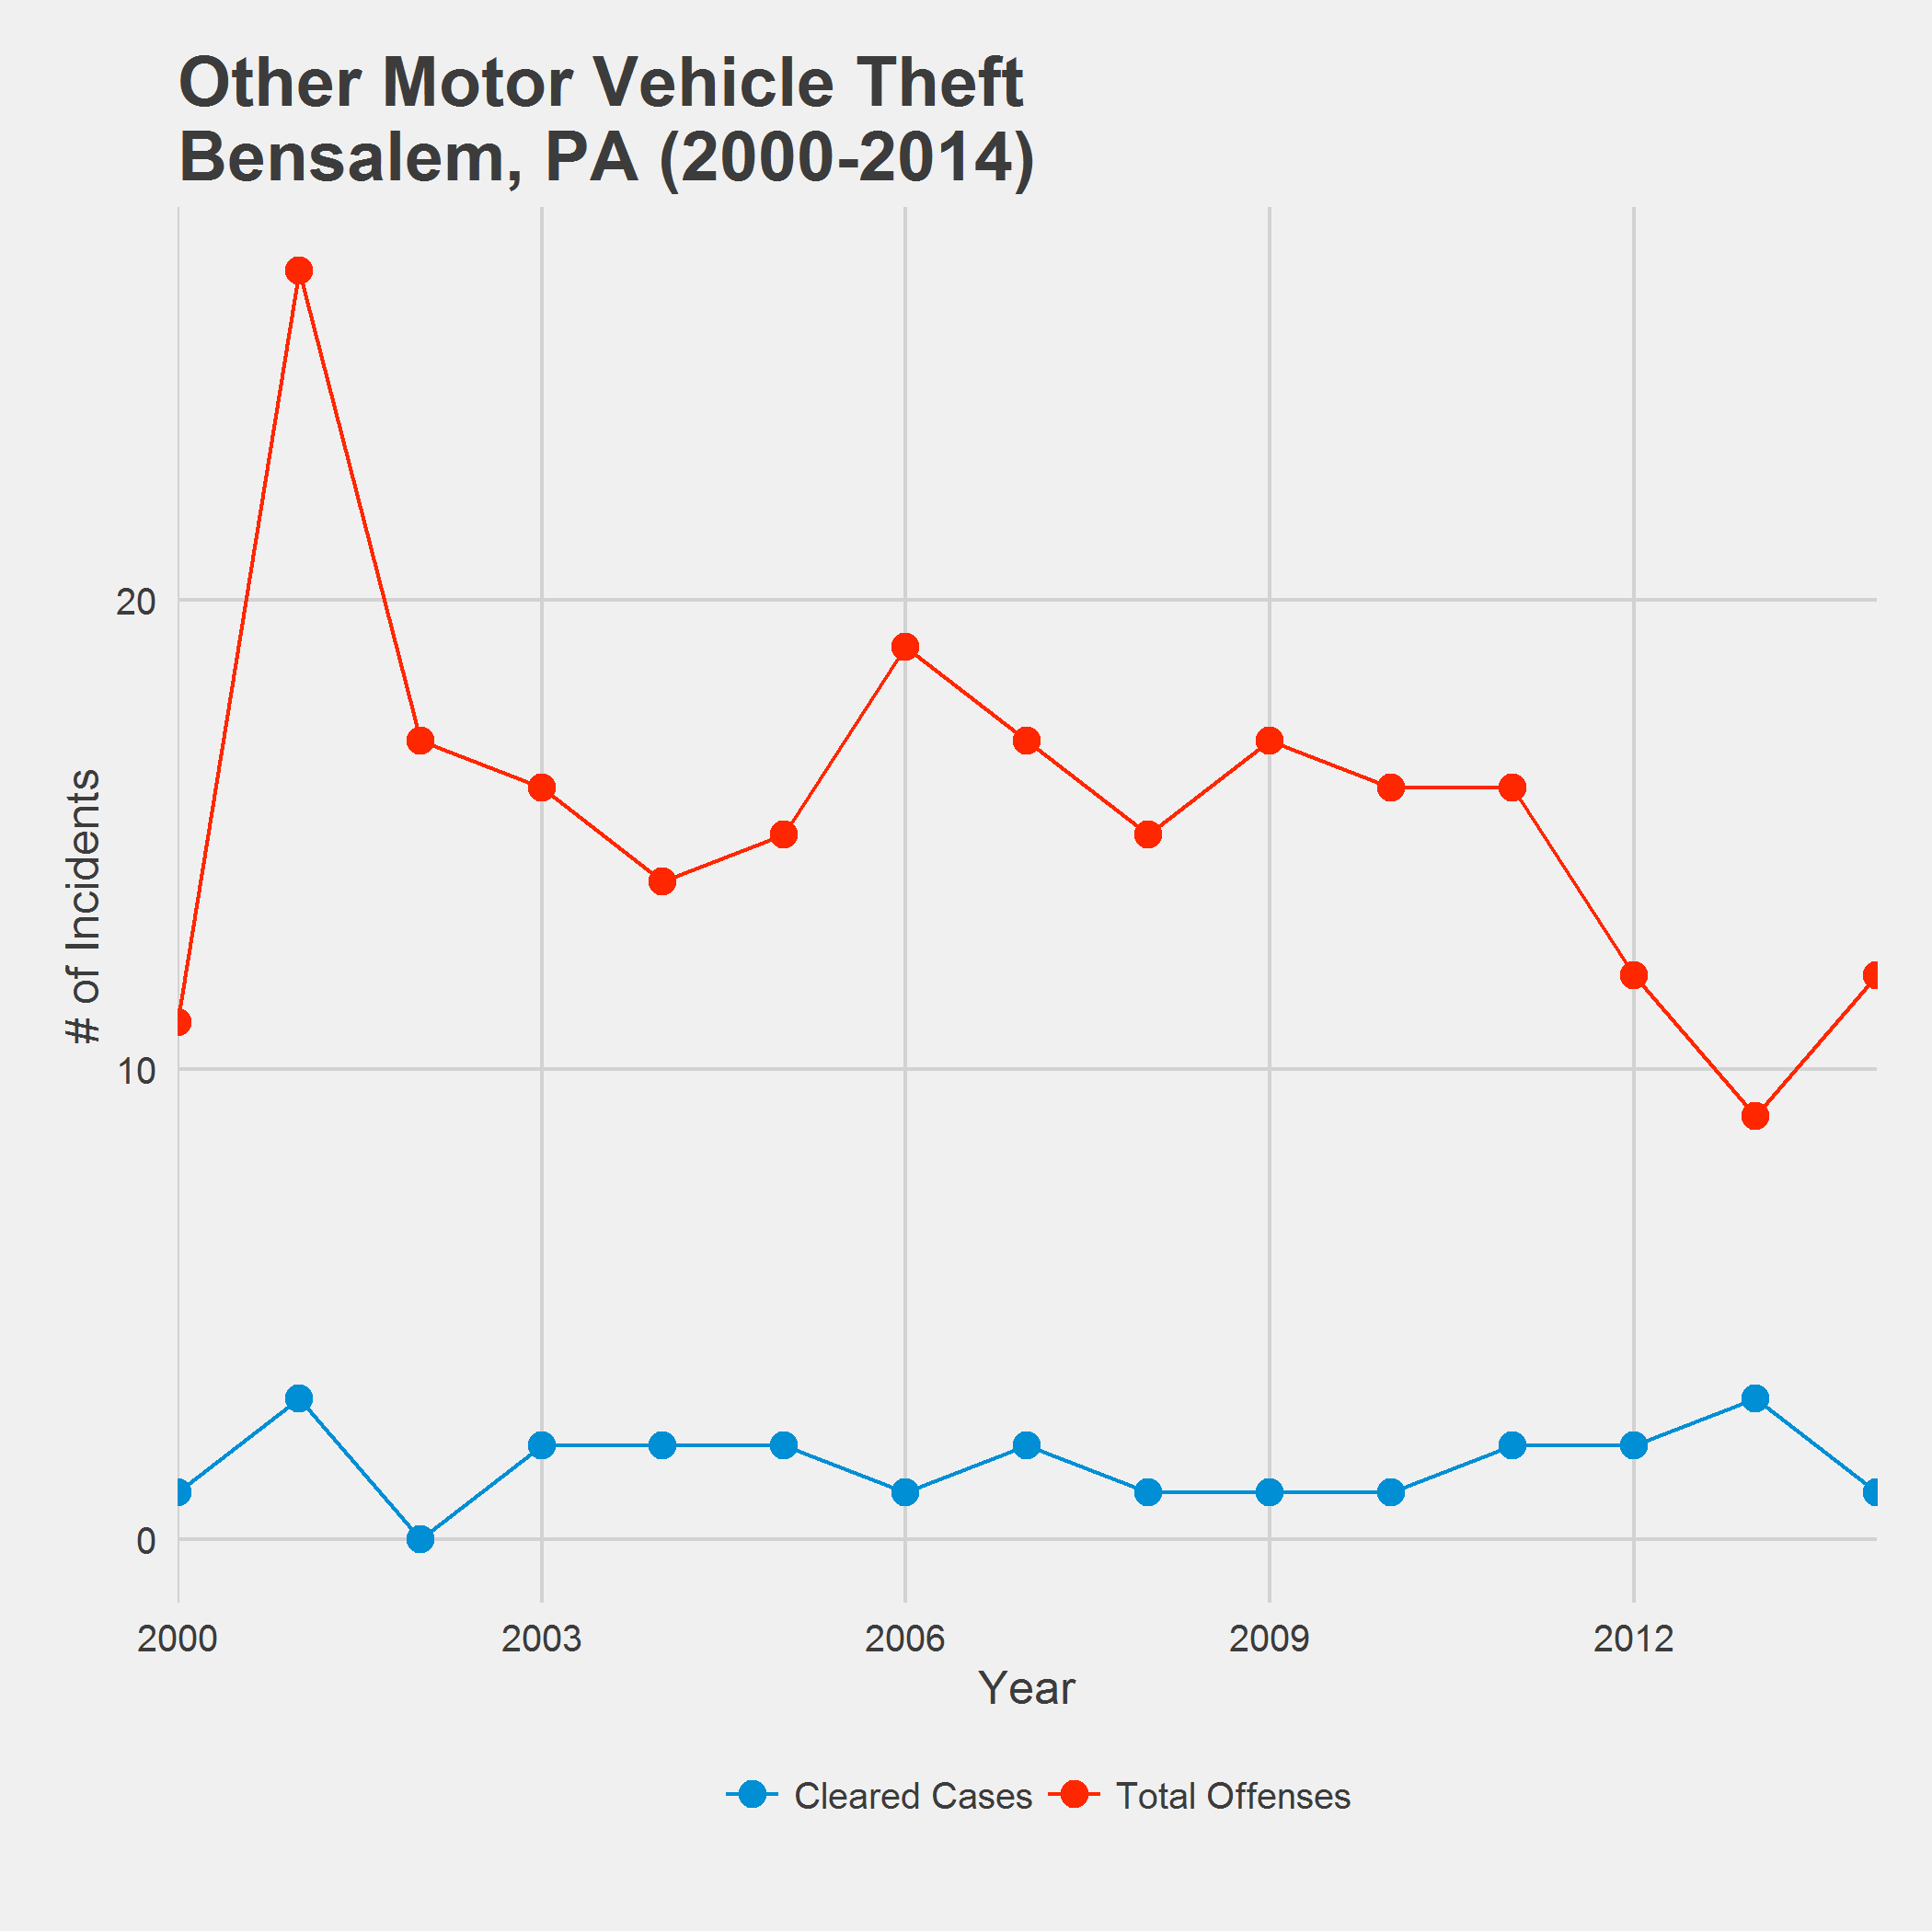 Other Motor Vehicle Theft
Bensalem, PA (2000-2014)
# of Incidents
20
10
0
2000 2003 2006 2009 2012
Year
Cleared Cases Total Offenses